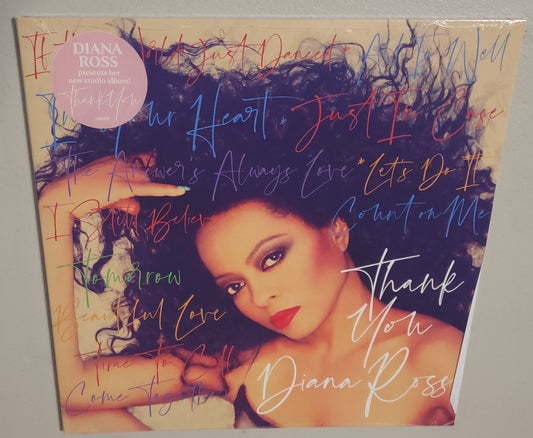 If The World Just Danced * All Is Well
DIANA
ROSS
presents her
new studio album!
Thank You
In Your Heart * Just In Case
The Answer's Always Love * Let's Do It
I Still Believe
Count on Me
Tomorrow
Beautiful Love
Time To Call
Come Together
Thank
You
Diana Ross